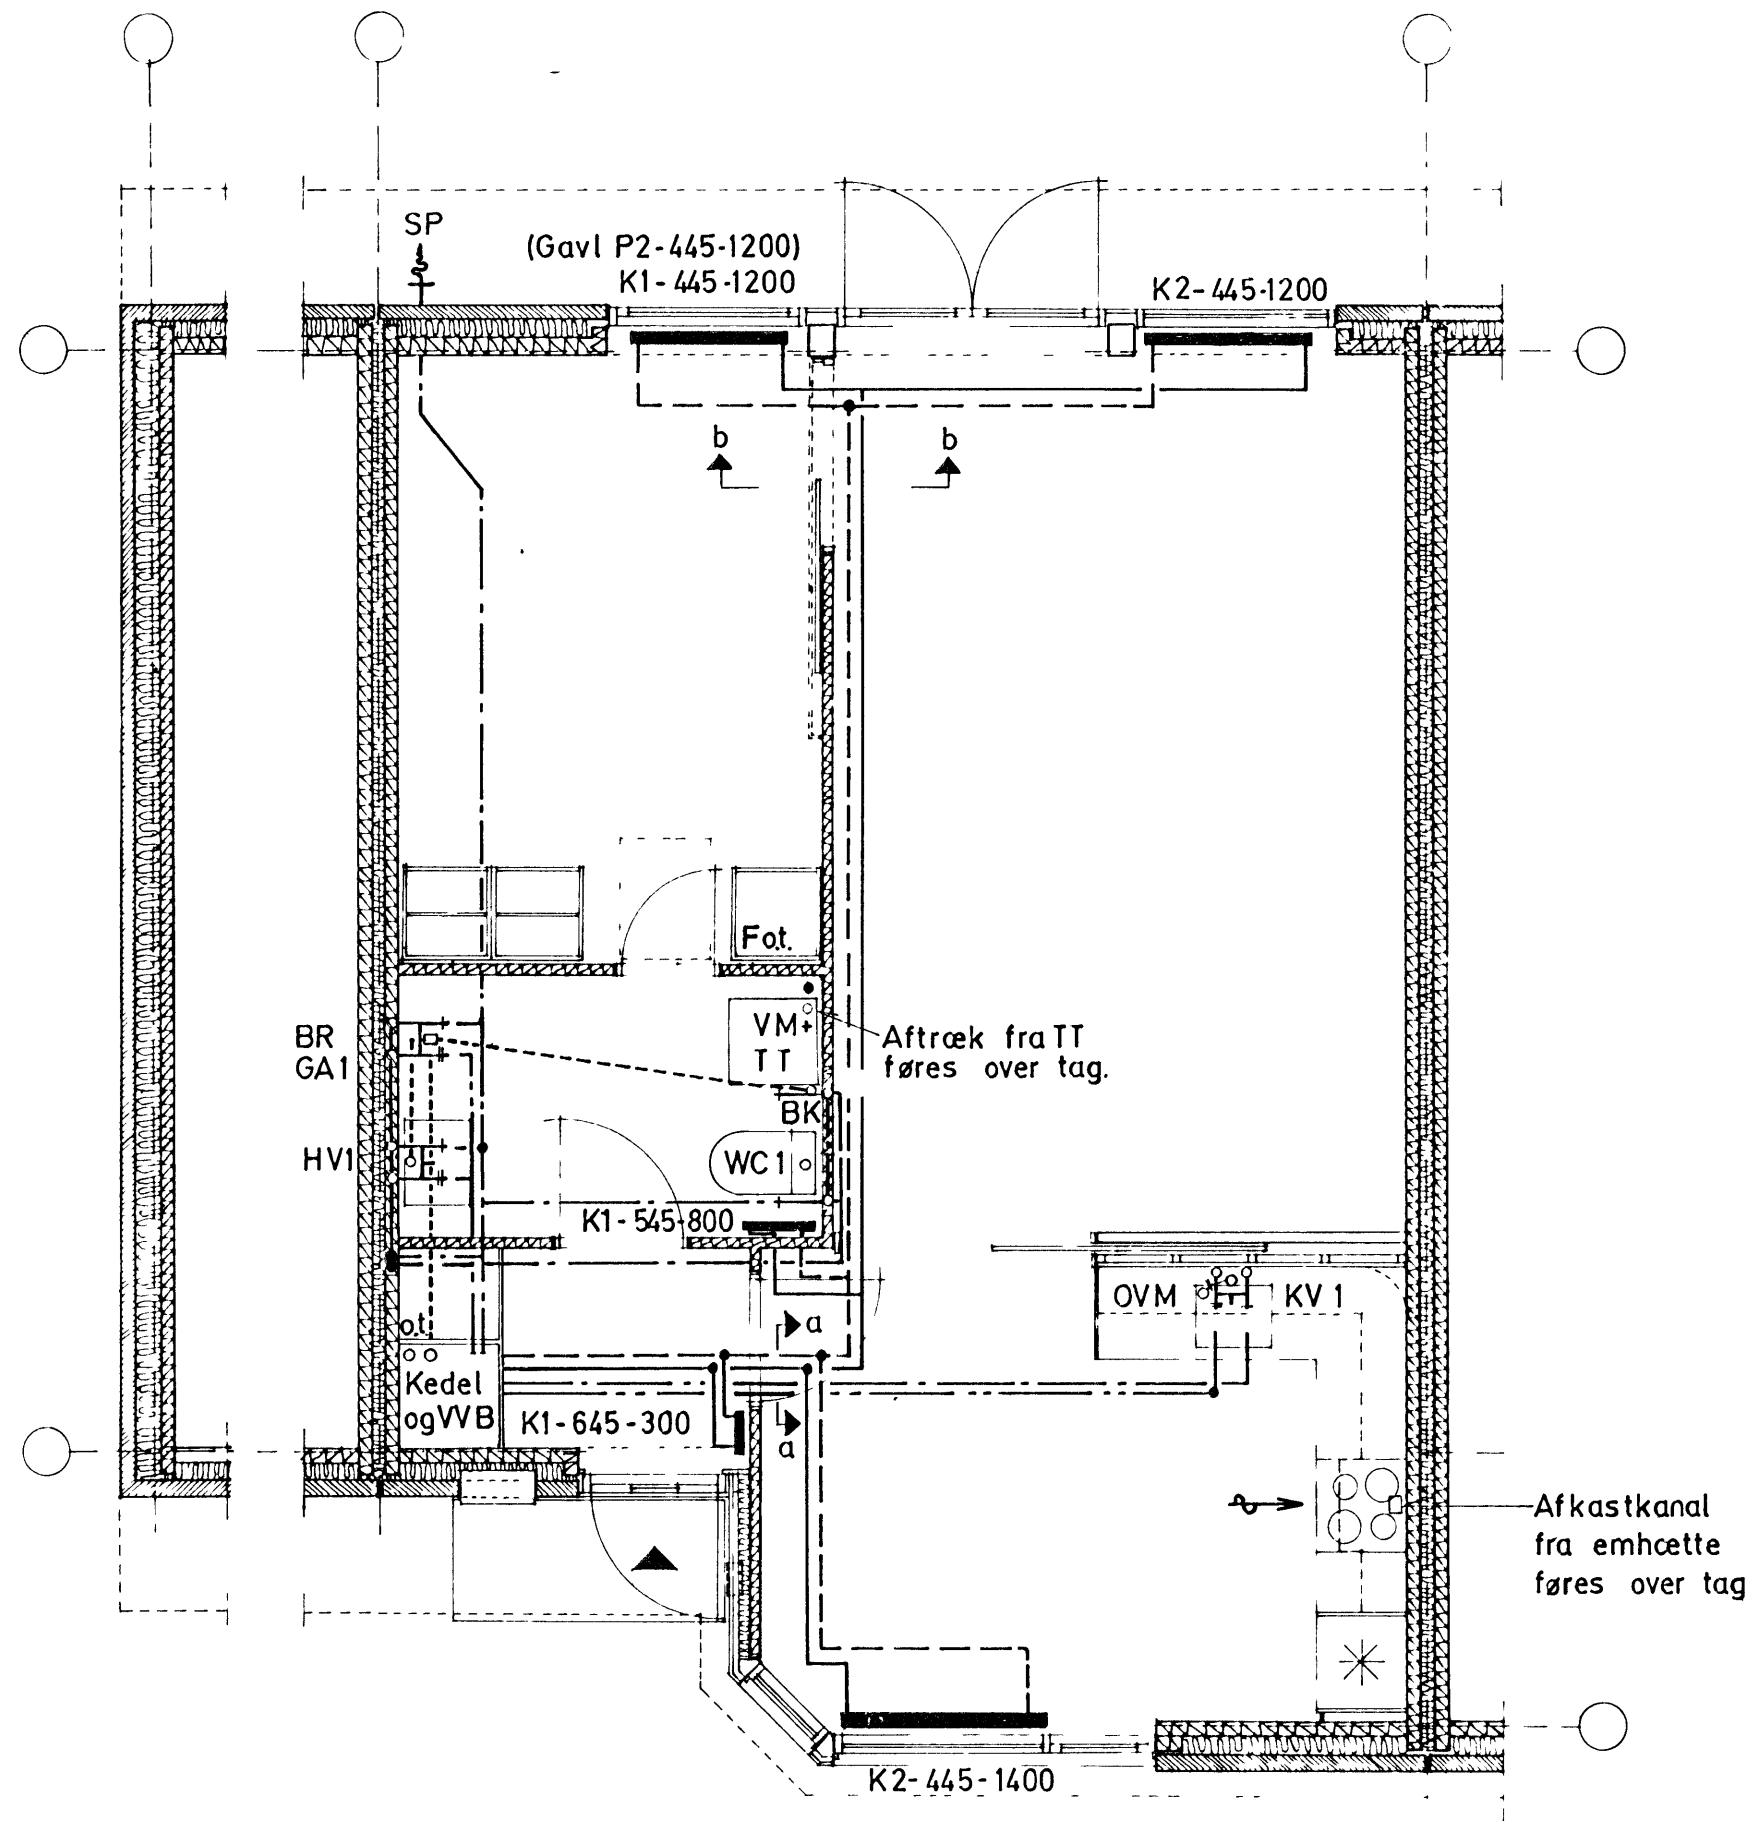 SP
(Gavl P2-445-1200)
K1-445-1200
K2-445-1200
b
b
Fo.t.
BR
GA1
VM+
TT
Aftræk fra TT
føres over tag.
BK
HV1
WC1
K1-545-800
OVM
KV1
o.t.
a
Kedel
og VVB
K1-645-300
a
Afkastkanal
fra emhætte
føres over tag
K2-445-1400